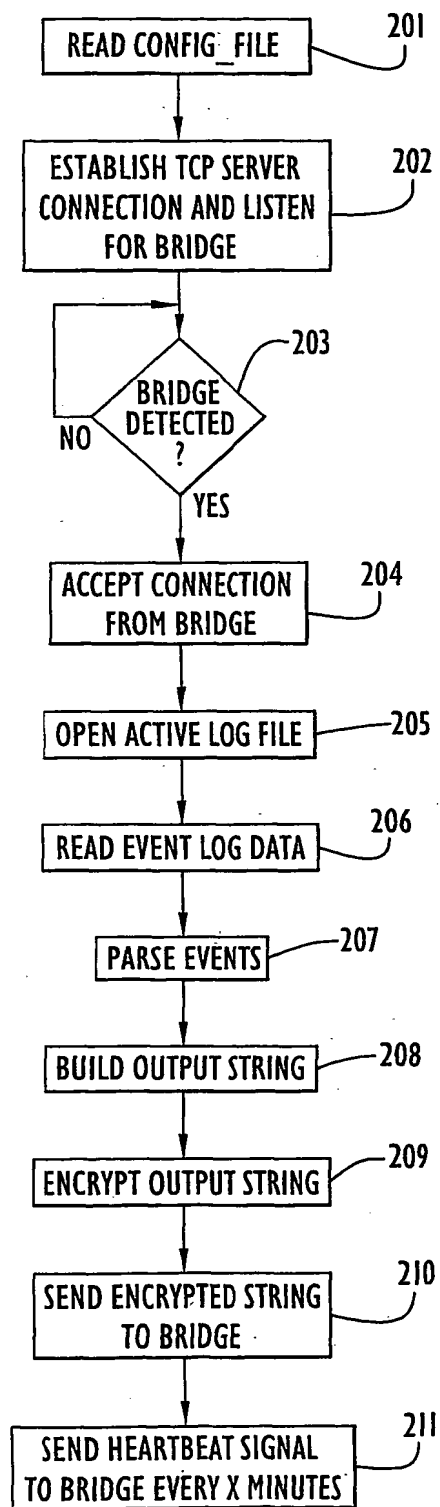 READ CONFIG_FILE
201
ESTABLISH TCP SERVER
CONNECTION AND LISTEN
FOR BRIDGE
202
BRIDGE
DETECTED
?
203
NO
YES
ACCEPT CONNECTION
FROM BRIDGE
204
OPEN ACTIVE LOG FILE
205
READ EVENT LOG DATA
206
PARSE EVENTS
207
BUILD OUTPUT STRING
208
ENCRYPT OUTPUT STRING
209
SEND ENCRYPTED STRING
TO BRIDGE
210
SEND HEARTBEAT SIGNAL
TO BRIDGE EVERY X MINUTES
211